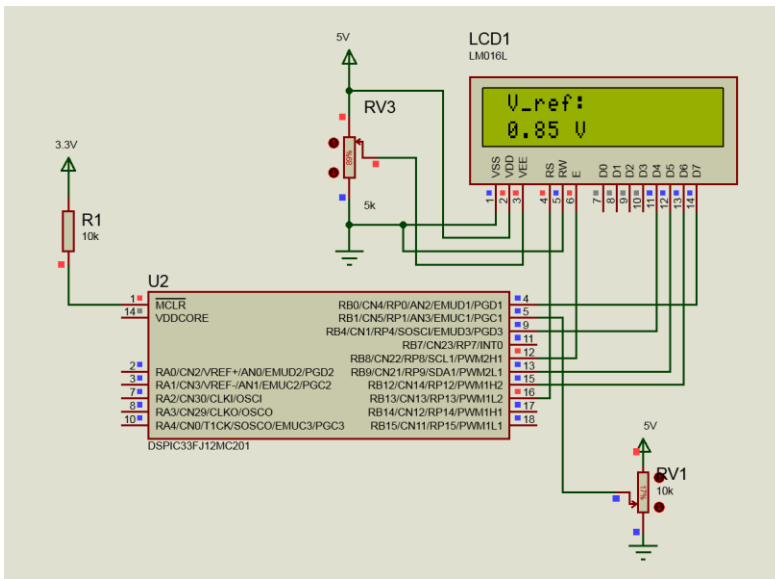 5V
LCD1
LM016L
V_ref:
0.85 V
RV3
89%
5k
VSS
VDD
VEE
RS
RW
E
D0
D1
D2
D3
D4
D5
D6
D7
1
2
3
4
5
6
7
8
9
10
11
12
13
14
3.3V
R1
10k
U2
1 MCLR
14 VDDCORE
2 RA0/CN2/VREF+/AN0/EMUD2/PGD2
3 RA1/CN3/VREF-/AN1/EMUC2/PGC2
7 RA2/CN30/CLKI/OSCI
8 RA3/CN29/CLKO/OSCO
10 RA4/CN0/T1CK/SOSCO/EMUC3/PGC3
RB0/CN4/RP0/AN2/EMUD1/PGD1 4
RB1/CN5/RP1/AN3/EMUC1/PGC1 5
RB4/CN1/RP4/SOSCI/EMUD3/PGD3 9
RB7/CN23/RP7/INT0 11
RB8/CN22/RP8/SCL1/PWM2H1 12
RB9/CN21/RP9/SDA1/PWM2L1 13
RB12/CN14/RP12/PWM1H2 15
RB13/CN13/RP13/PWM1L2 16
RB14/CN12/RP14/PWM1H1 17
RB15/CN11/RP15/PWM1L1 18
DSPIC33FJ12MC201
5V
RV1
17%
10k